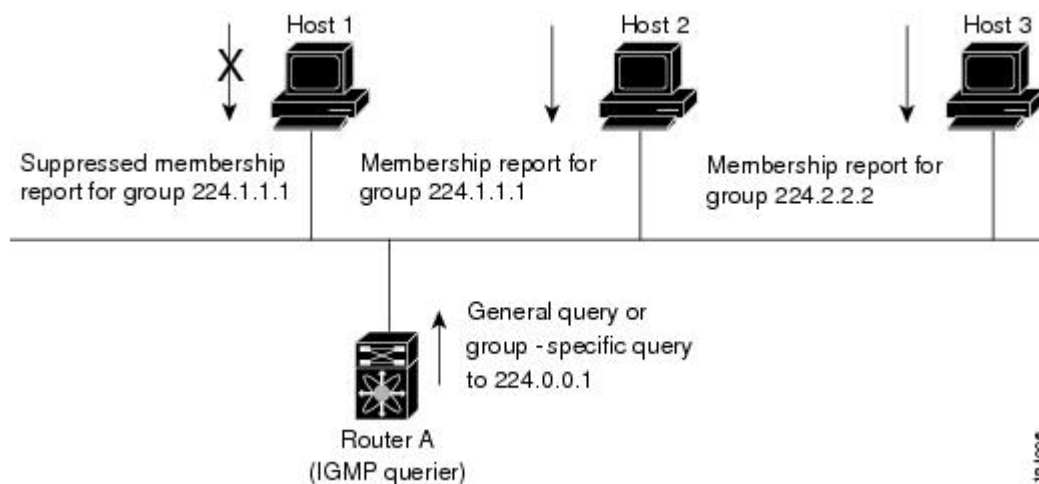 Host 1
Host 2
Host 3
X
Suppressed membership
report for group 224.1.1.1
Membership report for
group 224.1.1.1
Membership report for
group 224.2.2.2
General query or
group - specific query
to 224.0.0.1
Router A
(IGMP querier)